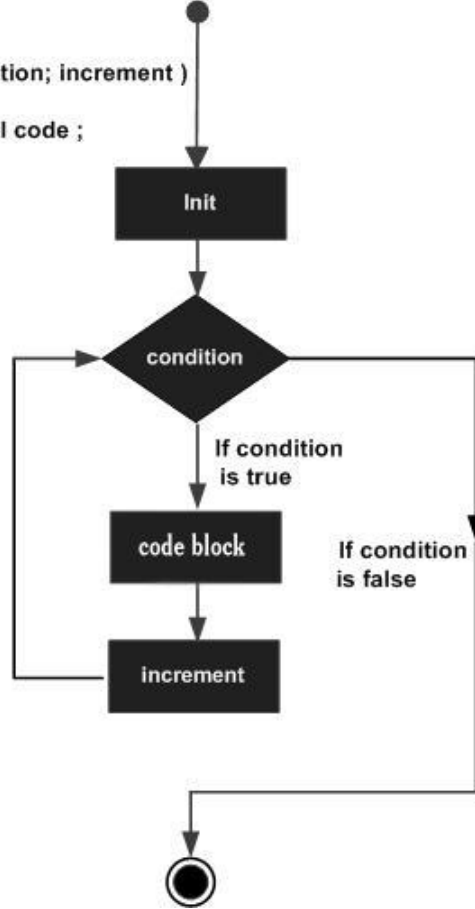 tion; increment )
l code ;
Init
condition
If condition
is true
code block
If condition
is false
increment